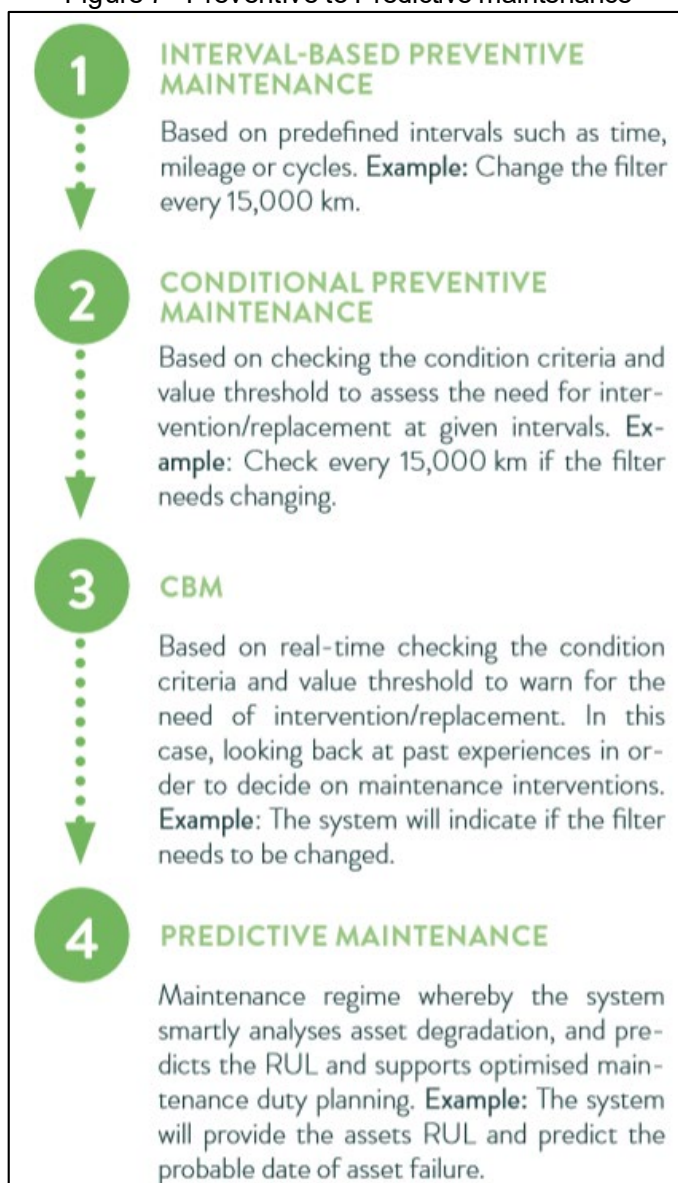 Figure 7 - Preventive to Predictive maintenance
1
INTERVAL-BASED PREVENTIVE
MAINTENANCE
Based on predefined intervals such as time,
mileage or cycles. Example: Change the filter
every 15,000 km.
2
CONDITIONAL PREVENTIVE
MAINTENANCE
Based on checking the condition criteria and
value threshold to assess the need for inter-
vention/replacement at given intervals. Ex-
ample: Check every 15,000 km if the filter
needs changing.
3
CBM
Based on real-time checking the condition
criteria and value threshold to warn for the
need of intervention/replacement. In this
case, looking back at past experiences in or-
der to decide on maintenance interventions.
Example: The system will indicate if the filter
needs to be changed.
4
PREDICTIVE MAINTENANCE
Maintenance regime whereby the system
smartly analyses asset degradation, and pre-
dicts the RUL and supports optimised main-
tenance duty planning. Example: The system
will provide the assets RUL and predict the
probable date of asset failure.